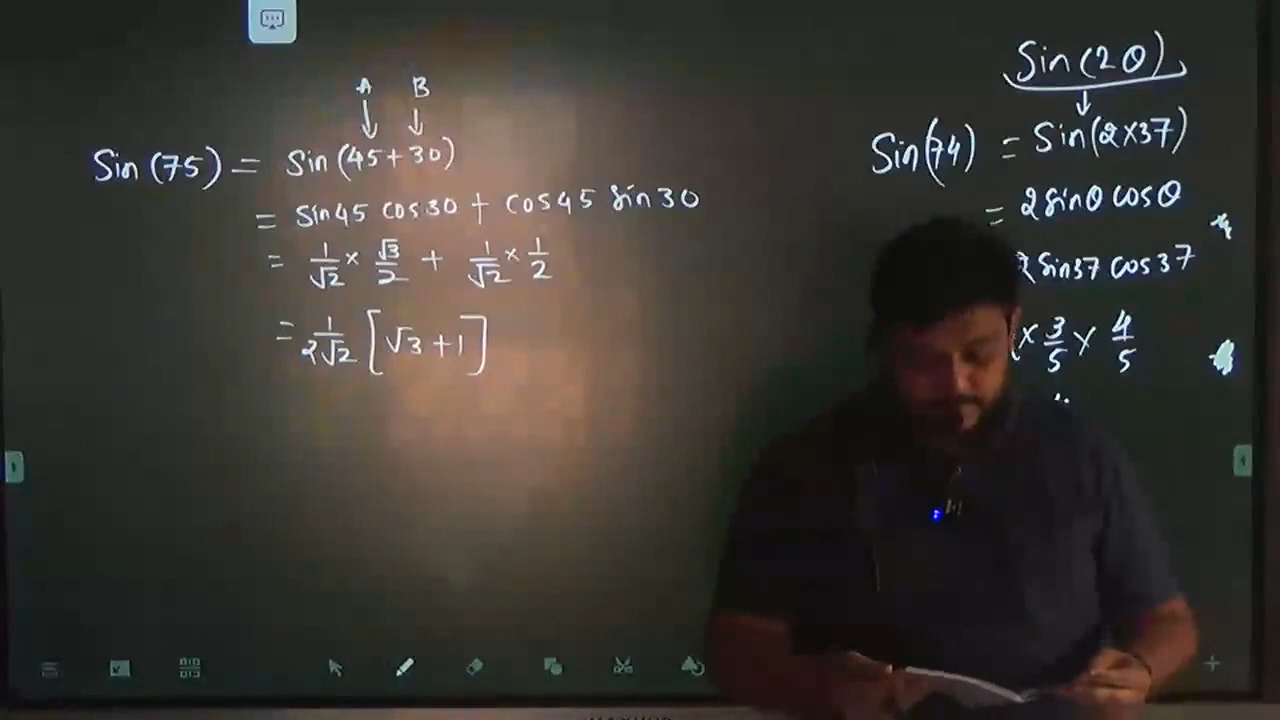 A B
Sin (75) = Sin (45+30)
= Sin45 cos30 + cos45 sin30
= 1/√2 × √3/2 + 1/√2 × 1/2
= 1/2√2 [√3+1]
Sin(2θ)
Sin(74) = Sin(2×37)
= 2sinθ cosθ
2 sin37 cos37
× 3/5 × 4/5